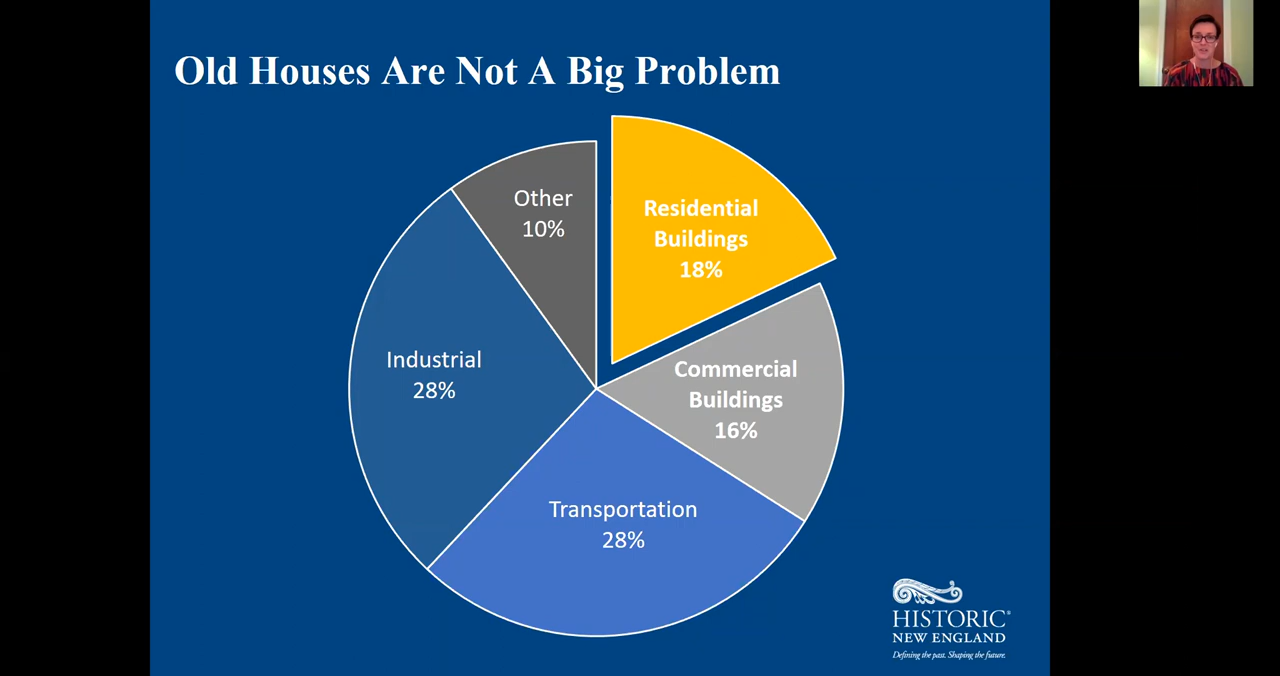 Old Houses Are Not A Big Problem
Other
10%
Residential
Buildings
18%
Industrial
28%
Commercial
Buildings
16%
Transportation
28%
HISTORIC®
NEW ENGLAND
Defining the past. Shaping the future.